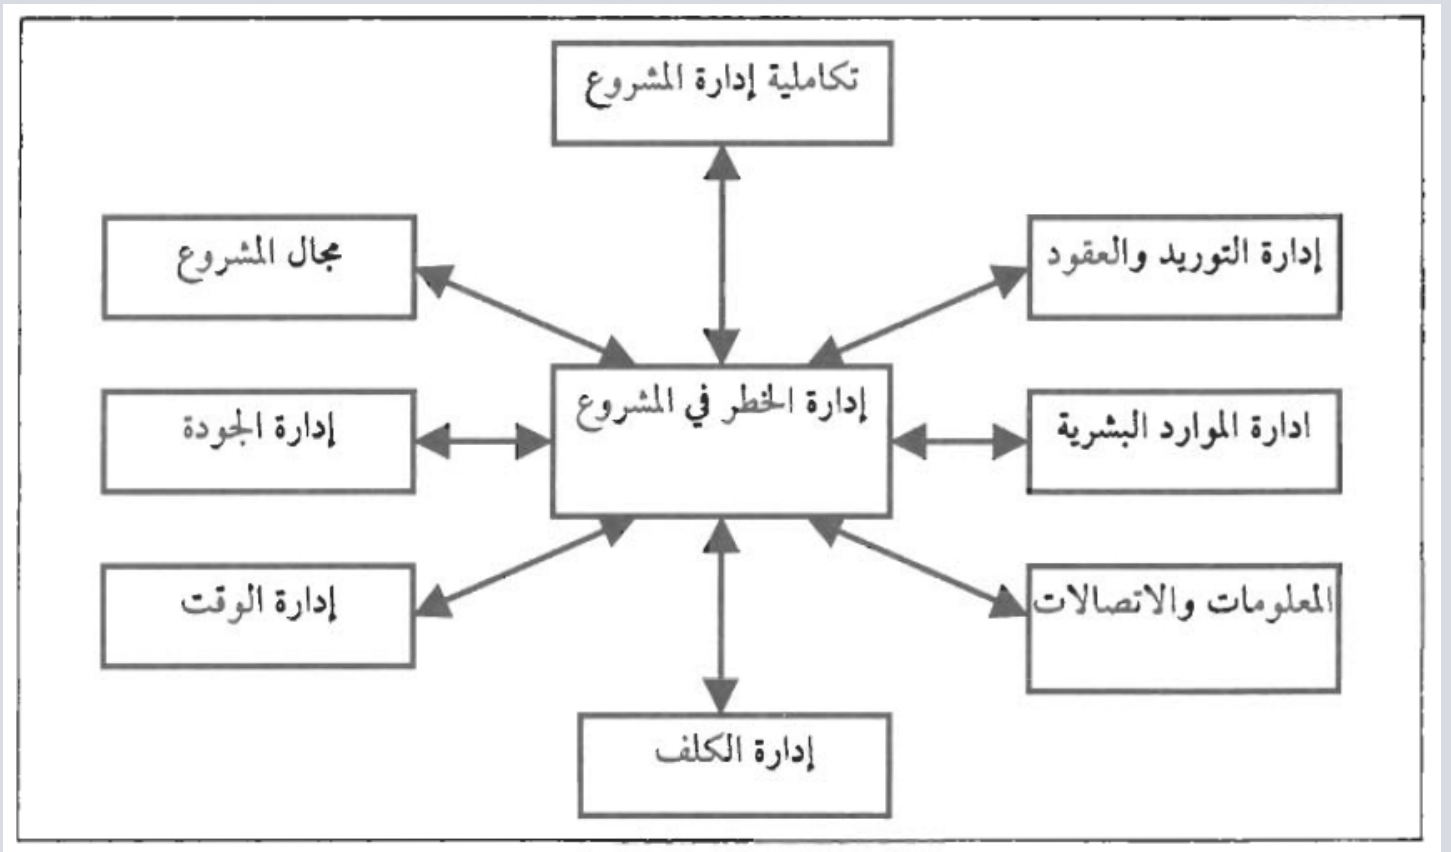 تكاملية إدارة المشروع
إدارة التوريد والعقود
مجال المشروع
إدارة الخطر في المشروع
ادارة الموارد البشرية
إدارة الجودة
المعلومات والاتصالات
إدارة الوقت
إدارة الكلف